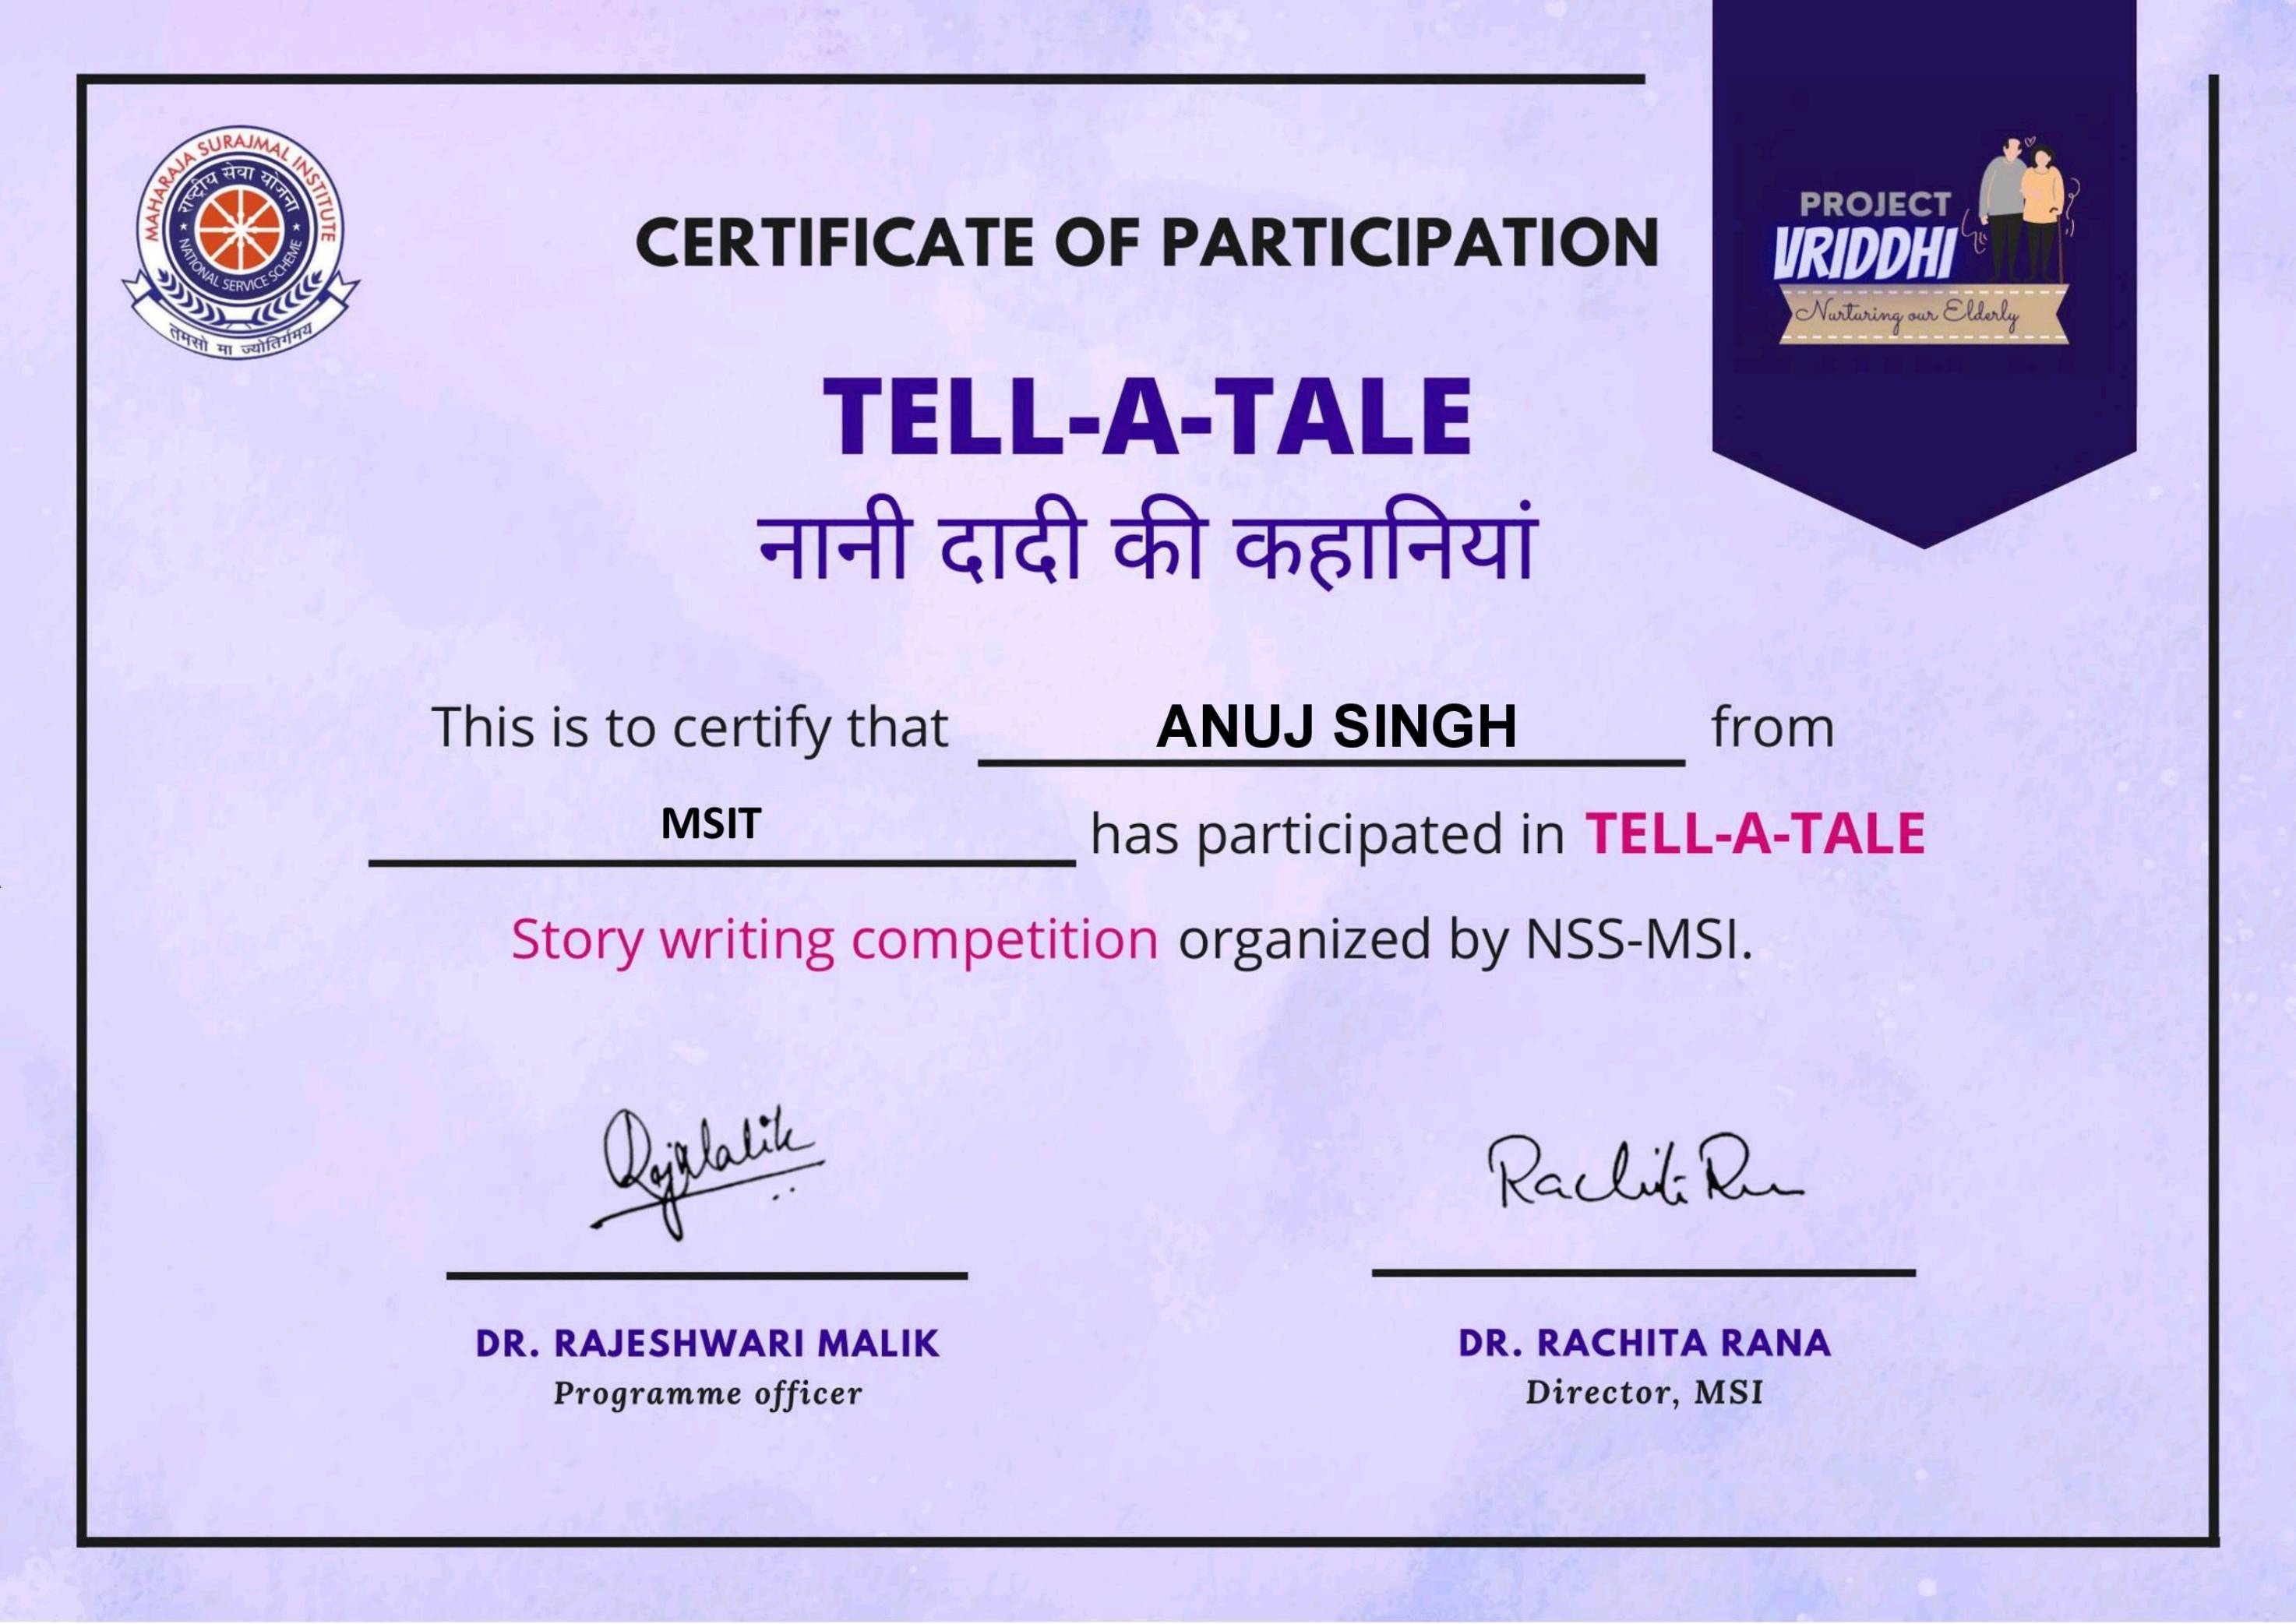 MAHARAJA SURAJMAL INSTITUTE
राष्ट्रीय सेवा योजना
NATIONAL SERVICE SCHEME
तमसो मा ज्योतिर्गमय
PROJECT
VRIDDHI
Nurturing our Elderly
CERTIFICATE OF PARTICIPATION
TELL-A-TALE
नानी दादी की कहानियां
This is to certify that ANUJ SINGH from
MSIT has participated in TELL-A-TALE
Story writing competition organized by NSS-MSI.
DR. RAJESHWARI MALIK
Programme officer
DR. RACHITA RANA
Director, MSI